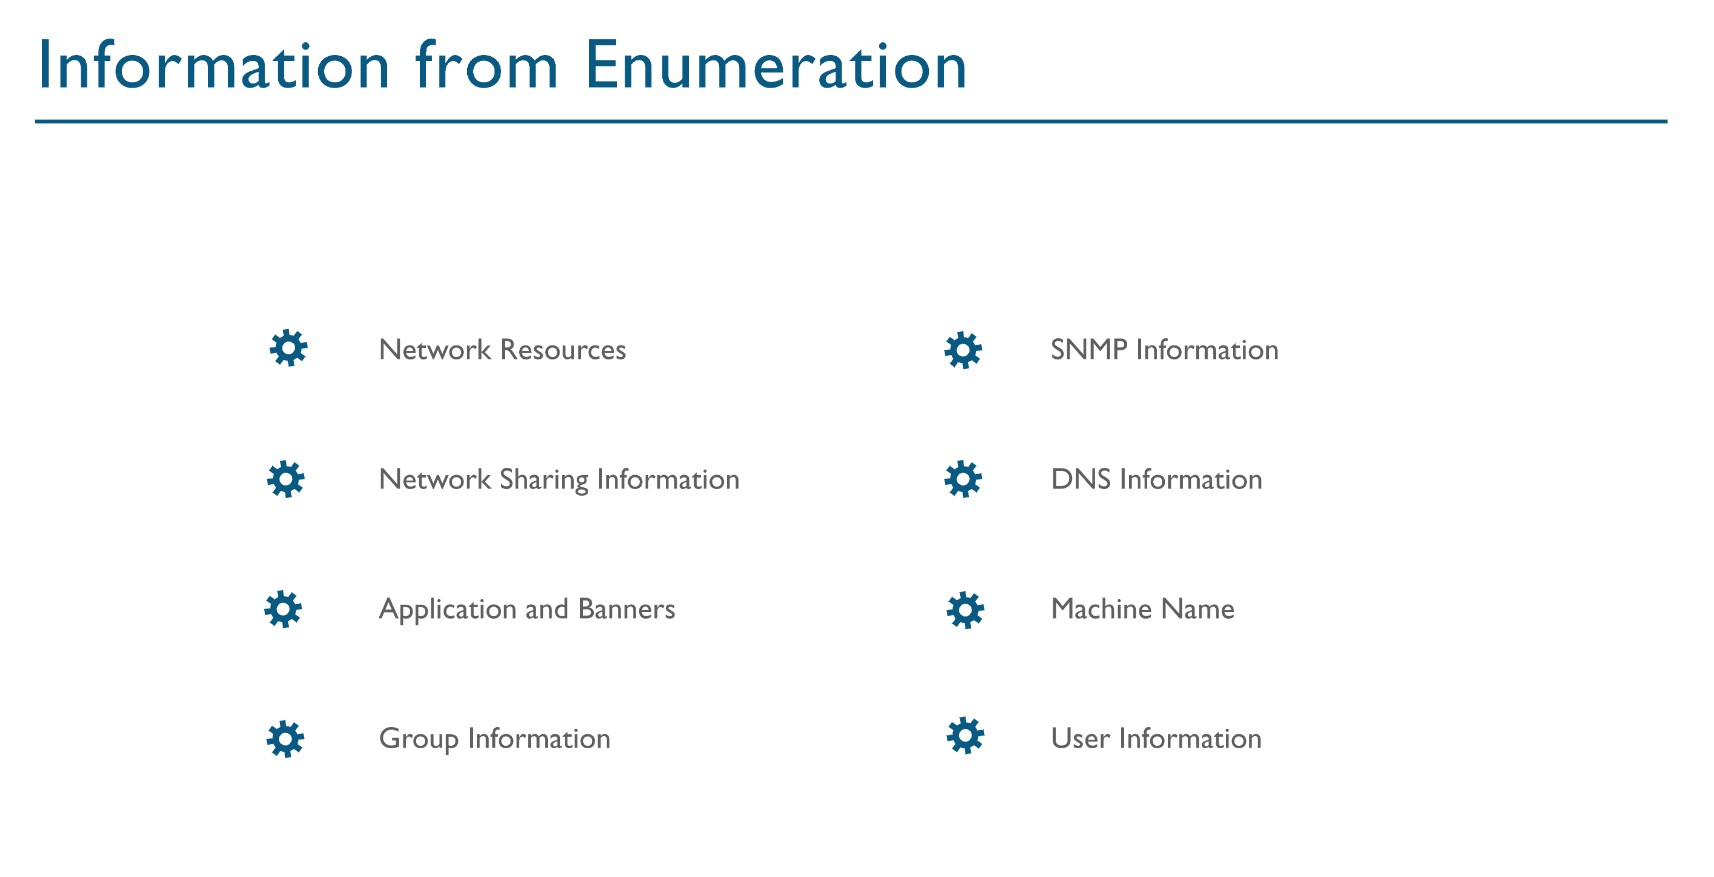 Information from Enumeration
Network Resources
Network Sharing Information
Application and Banners
Group Information
SNMP Information
DNS Information
Machine Name
User Information